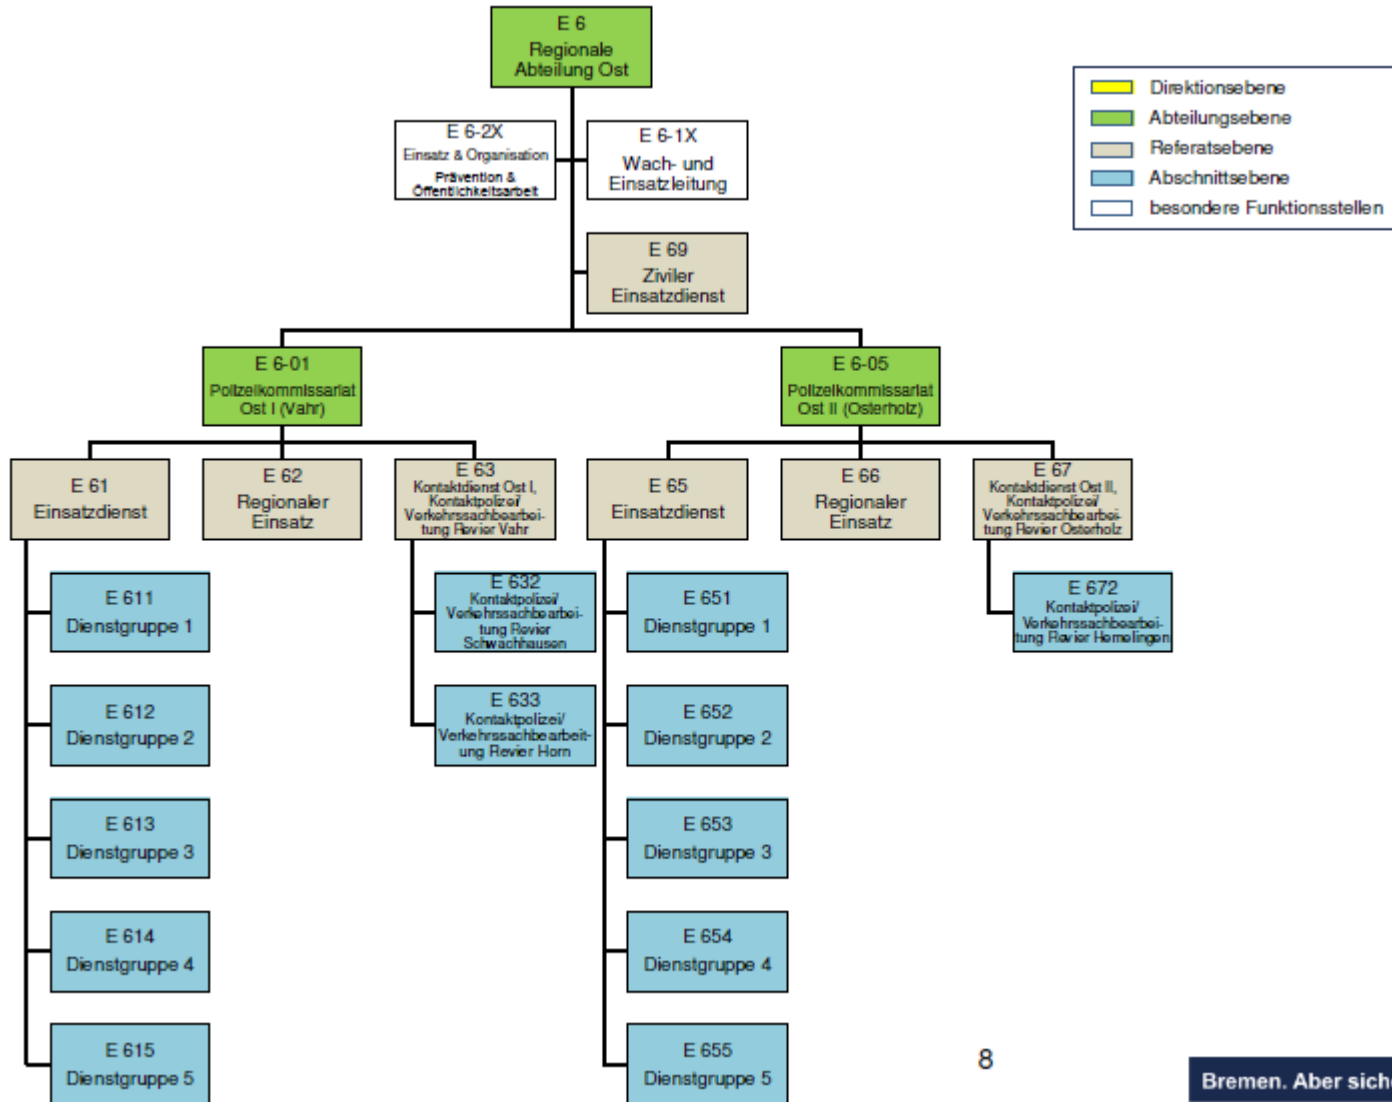 E 6
Regionale
Abteilung Ost
Direktionsebene
Abteilungsebene
Referatsebene
Abschnittsebene
besondere Funktionsstellen
E 6-2X
Einsatz & Organisation
Prävention &
Öffentlichkeitsarbeit
E 6-1X
Wach- und
Einsatzleitung
E 69
Ziviler
Einsatzdienst
E 6-01
Polizeikommissariat
Ost I (Vahr)
E 6-05
Polizeikommissariat
Ost II (Osterholz)
E 61
Einsatzdienst
E 62
Regionaler
Einsatz
E 63
Kontaktdienst Ost I,
Kontaktpolizei/
Verkehrssachbearbei-
tung Revier Vahr
E 65
Einsatzdienst
E 66
Regionaler
Einsatz
E 67
Kontaktdienst Ost II,
Kontaktpolizei/
Verkehrssachbearbei-
tung Revier Osterholz
E 611
Dienstgruppe 1
E 632
Kontaktpolizei/
Verkehrssachbearbei-
tung Revier
Schwachhausen
E 651
Dienstgruppe 1
E 672
Kontaktpolizei/
Verkehrssachbearbei-
tung Revier Hemelingen
E 612
Dienstgruppe 2
E 633
Kontaktpolizei/
Verkehrssachbearbeit-
ung Revier Horn
E 652
Dienstgruppe 2
E 613
Dienstgruppe 3
E 653
Dienstgruppe 3
E 614
Dienstgruppe 4
E 654
Dienstgruppe 4
E 615
Dienstgruppe 5
E 655
Dienstgruppe 5
8
Bremen. Aber siche